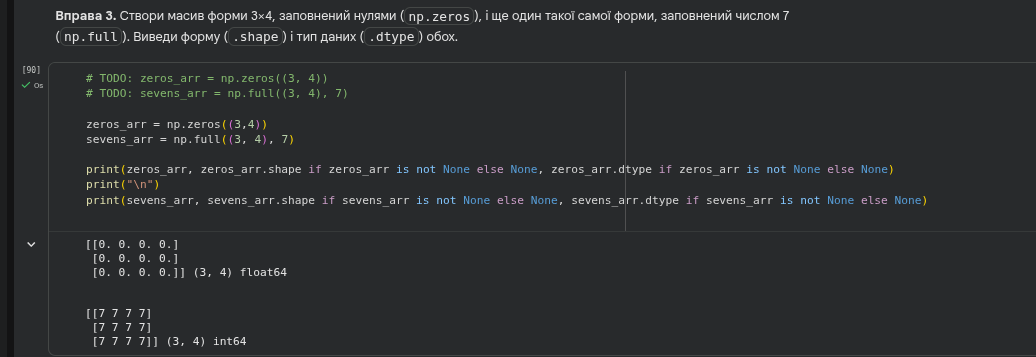 Вправа 3. Створи масив форми 3×4, заповнений нулями ( np.zeros ), і ще один такої самої форми, заповнений числом 7
( np.full ). Виведи форму ( .shape ) і тип даних ( .dtype ) обох.
[90]
0s
# TODO: zeros_arr = np.zeros((3, 4))
# TODO: sevens_arr = np.full((3, 4), 7)
zeros_arr = np.zeros((3,4))
sevens_arr = np.full((3, 4), 7)
print(zeros_arr, zeros_arr.shape if zeros_arr is not None else None, zeros_arr.dtype if zeros_arr is not None else None)
print("\n")
print(sevens_arr, sevens_arr.shape if sevens_arr is not None else None, sevens_arr.dtype if sevens_arr is not None else None)
[[0. 0. 0. 0.]
[0. 0. 0. 0.]
[0. 0. 0. 0.]] (3, 4) float64
[[7 7 7 7]
[7 7 7 7]
[7 7 7 7]] (3, 4) int64